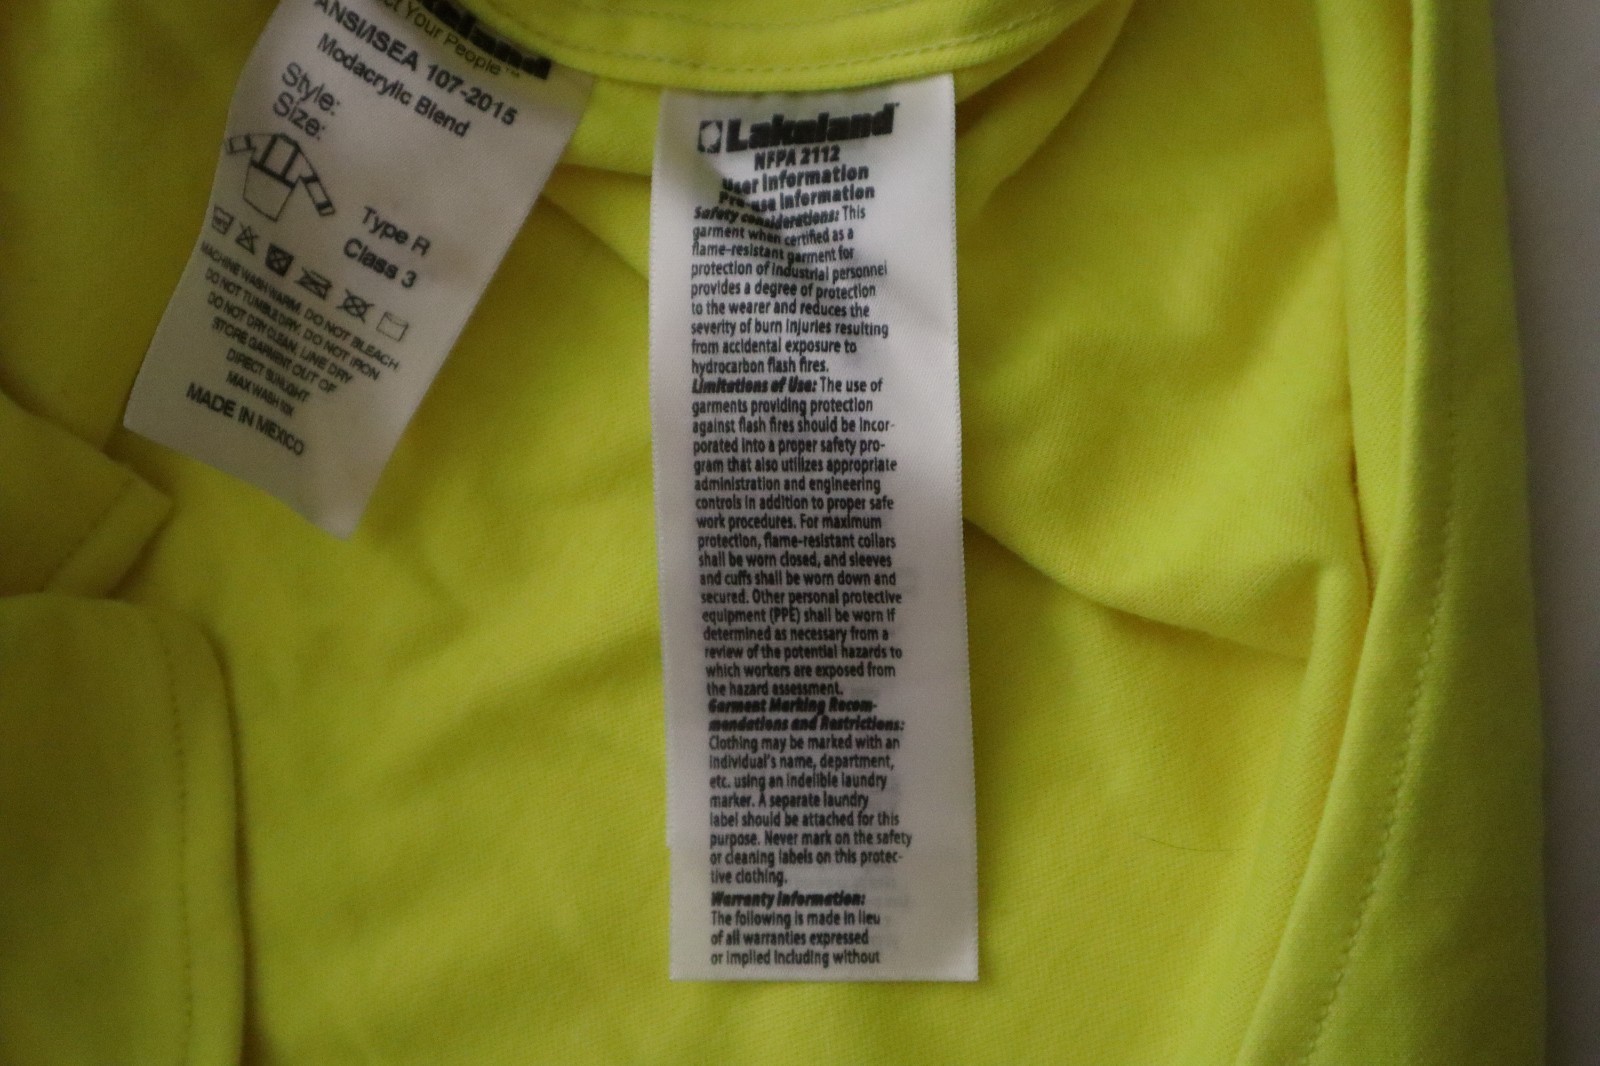 Lakeland
ect Your People™
ANSI/ISEA 107-2015
Modacrylic Blend
Style:
Size:
Type R
Class 3
MACHINE WASH WARM. DO NOT BLEACH
DO NOT TUMBLE DRY. DO NOT IRON
DO NOT DRY CLEAN. LINE DRY
STORE GARMENT OUT OF
DIRECT SUNLIGHT
MAX WASH
MADE IN MEXICO
Lakeland
NFPA 2112
User Information
Pre-use Information
Safety considerations: This
garment when certified as a
flame-resistant garment for
protection of industrial personnel
provides a degree of protection
to the wearer and reduces the
severity of burn injuries resulting
from accidental exposure to
hydrocarbon flash fires.
Limitations of Use: The use of
garments providing protection
against flash fires should be incor-
porated into a proper safety pro-
gram that also utilizes appropriate
administration and engineering
controls in addition to proper safe
work procedures. For maximum
protection, flame-resistant collars
shall be worn closed, and sleeves
and cuffs shall be worn down and
secured. Other personal protective
equipment (PPE) shall be worn if
determined as necessary from a
review of the potential hazards to
which workers are exposed from
the hazard assessment.
Garment Marking Recom-
mendations and Restrictions:
Clothing may be marked with an
individual's name, department,
etc. using an indelible laundry
marker. A separate laundry
label should be attached for this
purpose. Never mark on the safety
or cleaning labels on this protec-
tive clothing.
Warranty Information:
The following is made in lieu
of all warranties expressed
or implied including without